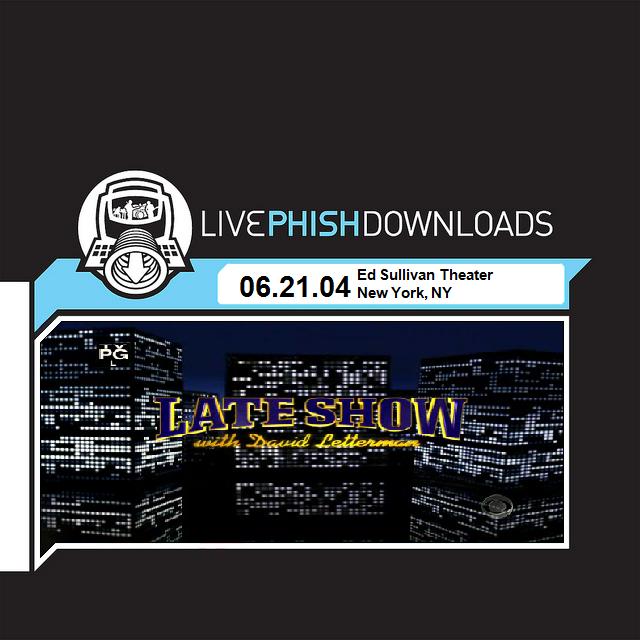 LIVEPHISHDOWNLOADS
06.21.04
Ed Sullivan Theater
New York, NY
TV
PG
L
LATE SHOW
with David Letterman